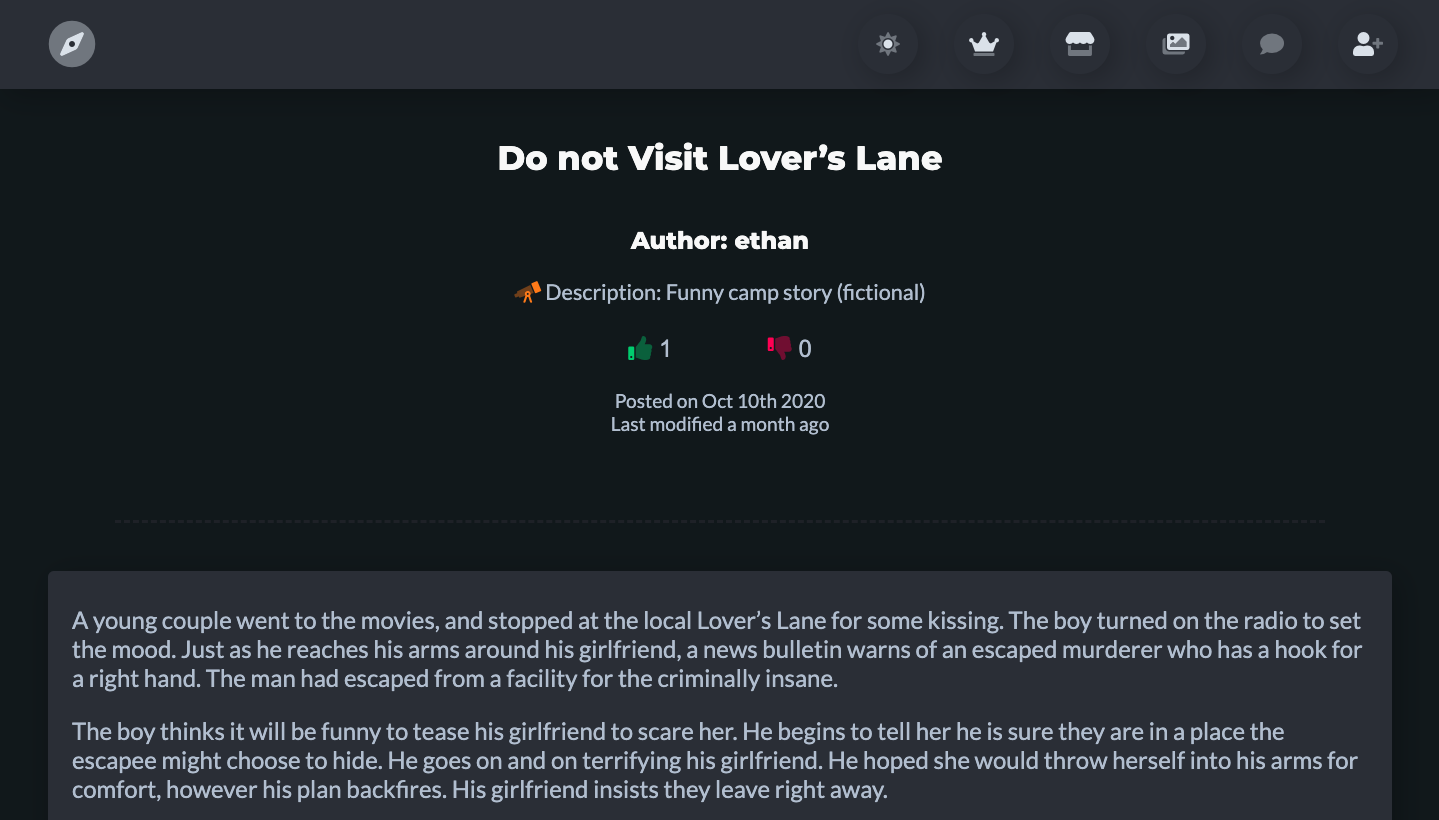 Do not Visit Lover’s Lane
Author: ethan
Description: Funny camp story (fictional)
1
0
Posted on Oct 10th 2020
Last modified a month ago
A young couple went to the movies, and stopped at the local Lover’s Lane for some kissing. The boy turned on the radio to set
the mood. Just as he reaches his arms around his girlfriend, a news bulletin warns of an escaped murderer who has a hook for
a right hand. The man had escaped from a facility for the criminally insane.
The boy thinks it will be funny to tease his girlfriend to scare her. He begins to tell her he is sure they are in a place the
escapee might choose to hide. He goes on and on terrifying his girlfriend. He hoped she would throw herself into his arms for
comfort, however his plan backfires. His girlfriend insists they leave right away.